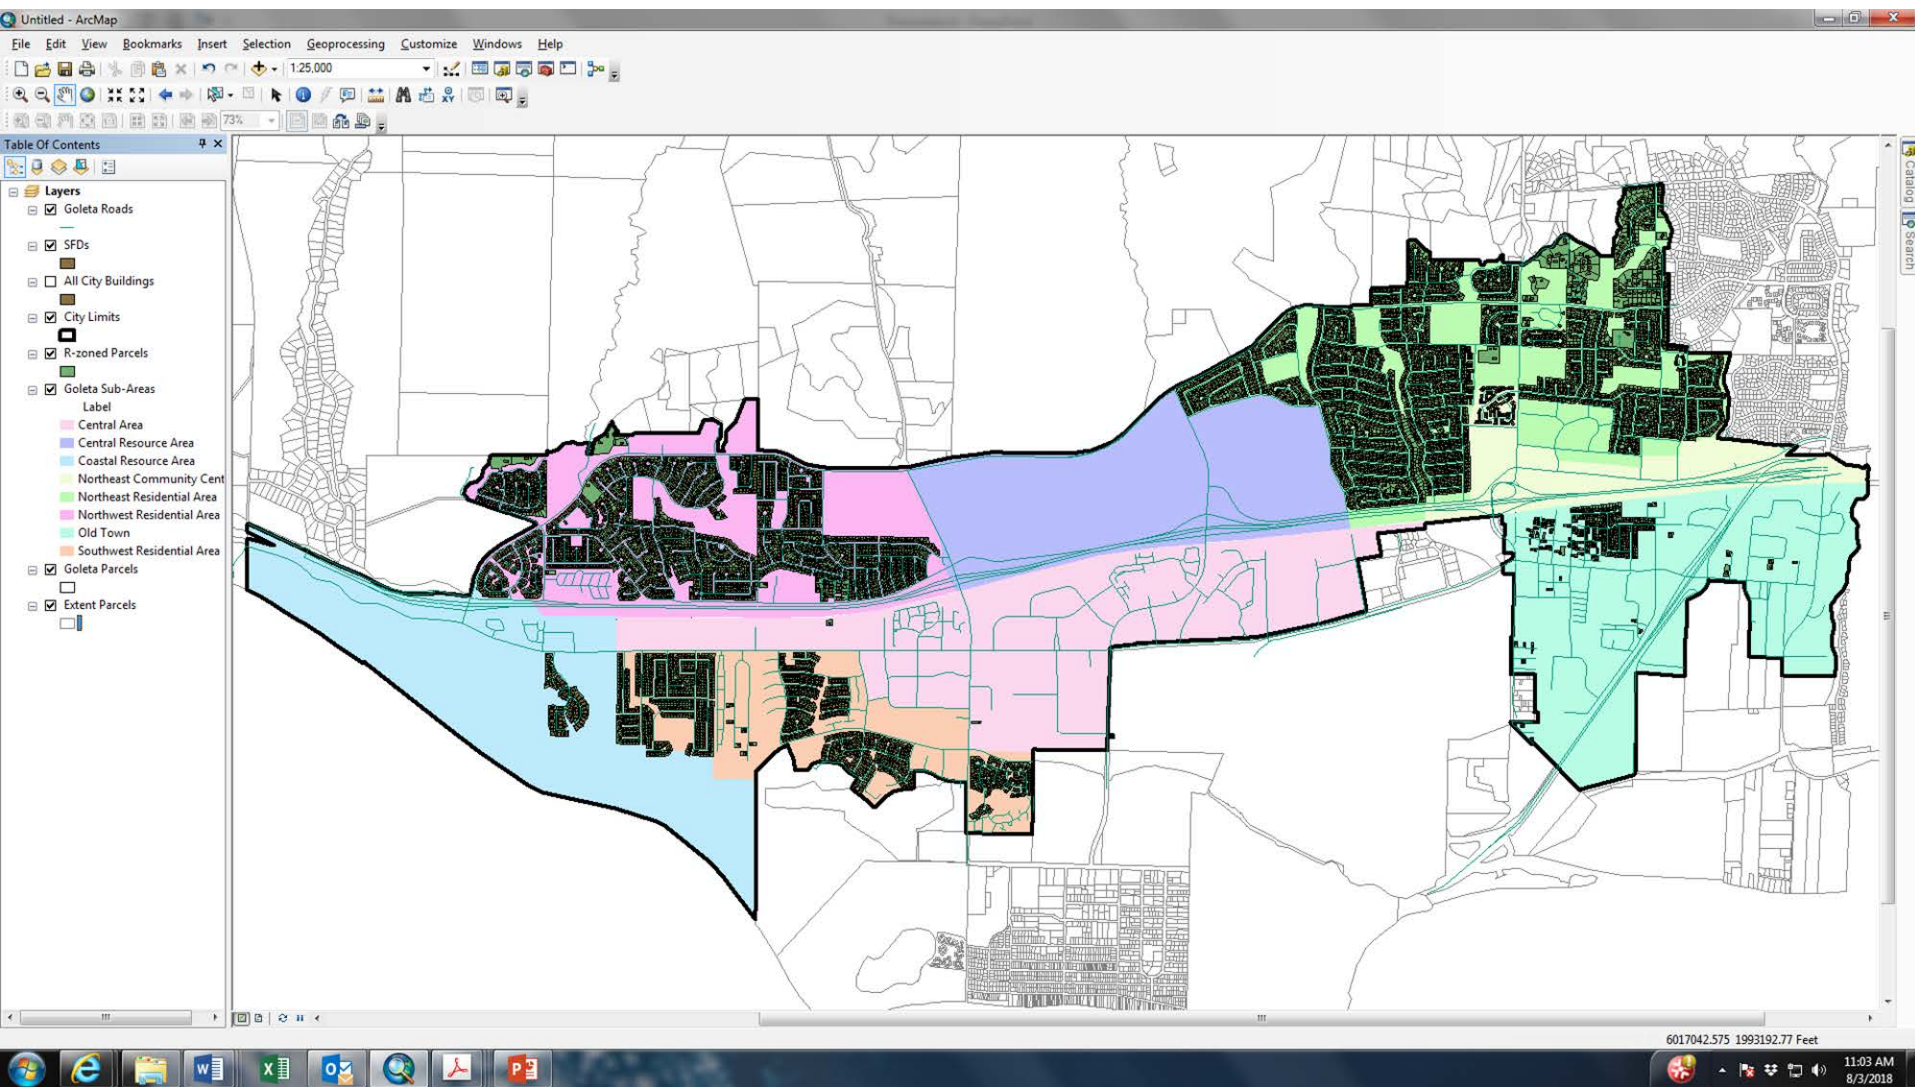 Untitled - ArcMap
File Edit View Bookmarks Insert Selection Geoprocessing Customize Windows Help
1:25,000
73%
Table Of Contents
Layers
Goleta Roads
SFDs
All City Buildings
City Limits
R-zoned Parcels
Goleta Sub-Areas
Label
Central Area
Central Resource Area
Coastal Resource Area
Northeast Community Cent
Northeast Residential Area
Northwest Residential Area
Old Town
Southwest Residential Area
Goleta Parcels
Extent Parcels
Catalog
Search
6017042.575 1993192.77 Feet
11:03 AM
8/3/2018